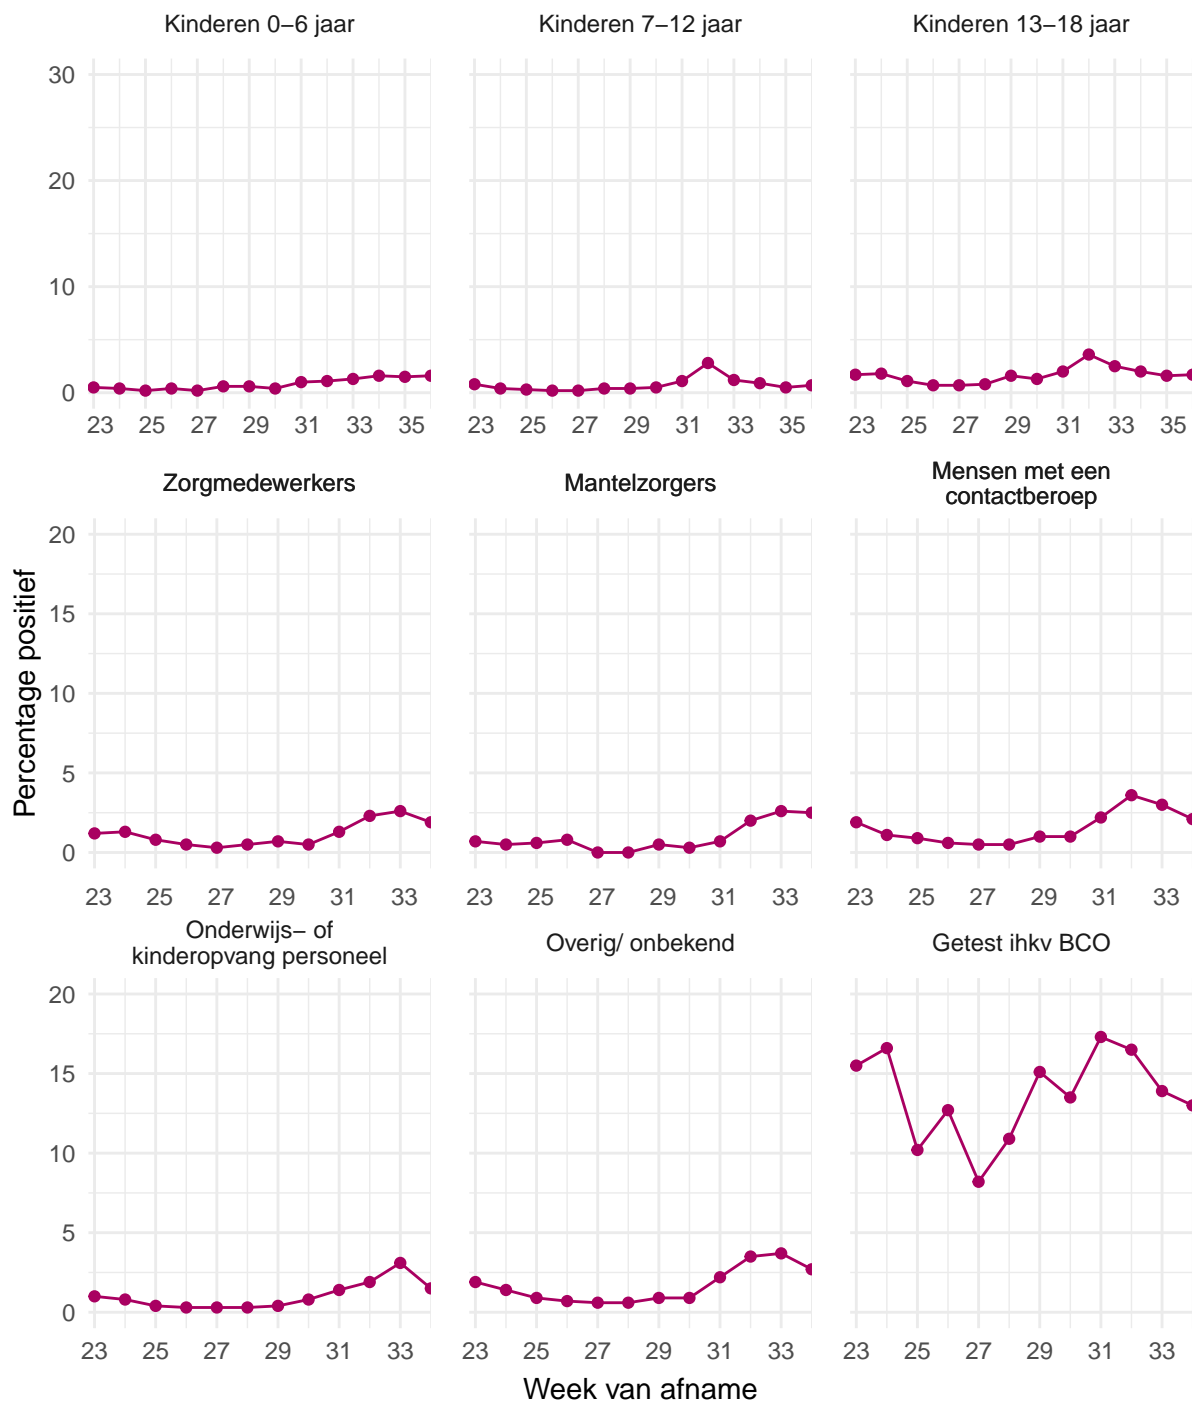 Kinderen 0–6 jaar
Kinderen 7–12 jaar
Kinderen 13–18 jaar
30
20
10
0
23 25 27 29 31 33 35
23 25 27 29 31 33 35
23 25 27 29 31 33 35
Zorgmedewerkers
Mantelzorgers
Mensen met een
contactberoep
Percentage positief
20
15
10
5
0
23 25 27 29 31 33
23 25 27 29 31 33
23 25 27 29 31 33
Onderwijs– of
kinderopvang personeel
Overig/ onbekend
Getest ihkv BCO
20
15
10
5
0
23 25 27 29 31 33
23 25 27 29 31 33
23 25 27 29 31 33
Week van afname